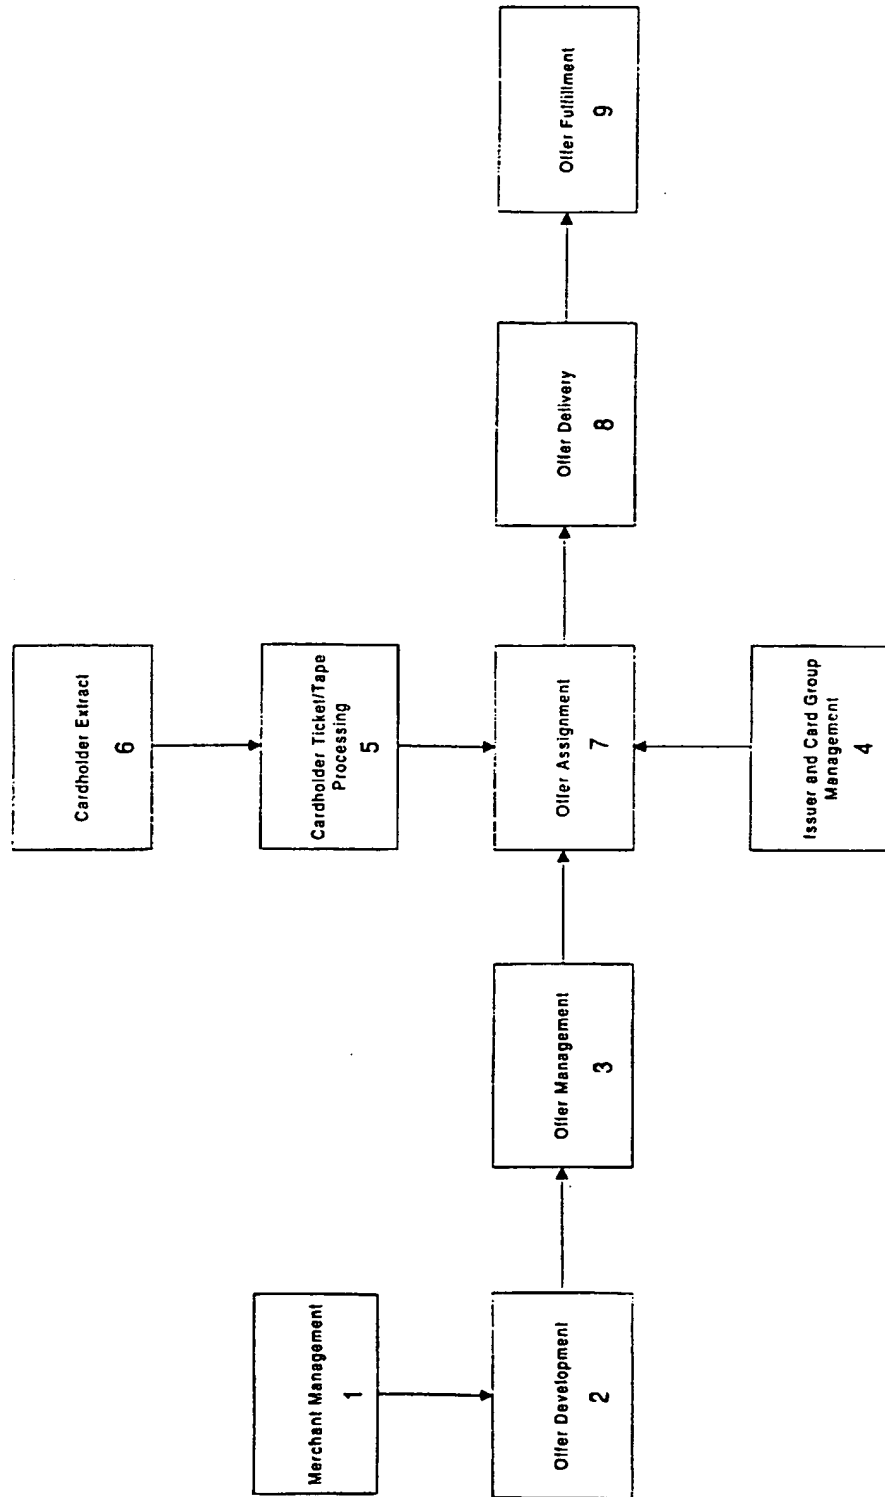 Merchant Management
1
Offer Development
2
Offer Management
3
Cardholder Extract
6
Cardholder Ticket/Tape
Processing
5
Offer Assignment
7
Issuer and Card Group
Management
4
Offer Delivery
8
Offer Fulfillment
9